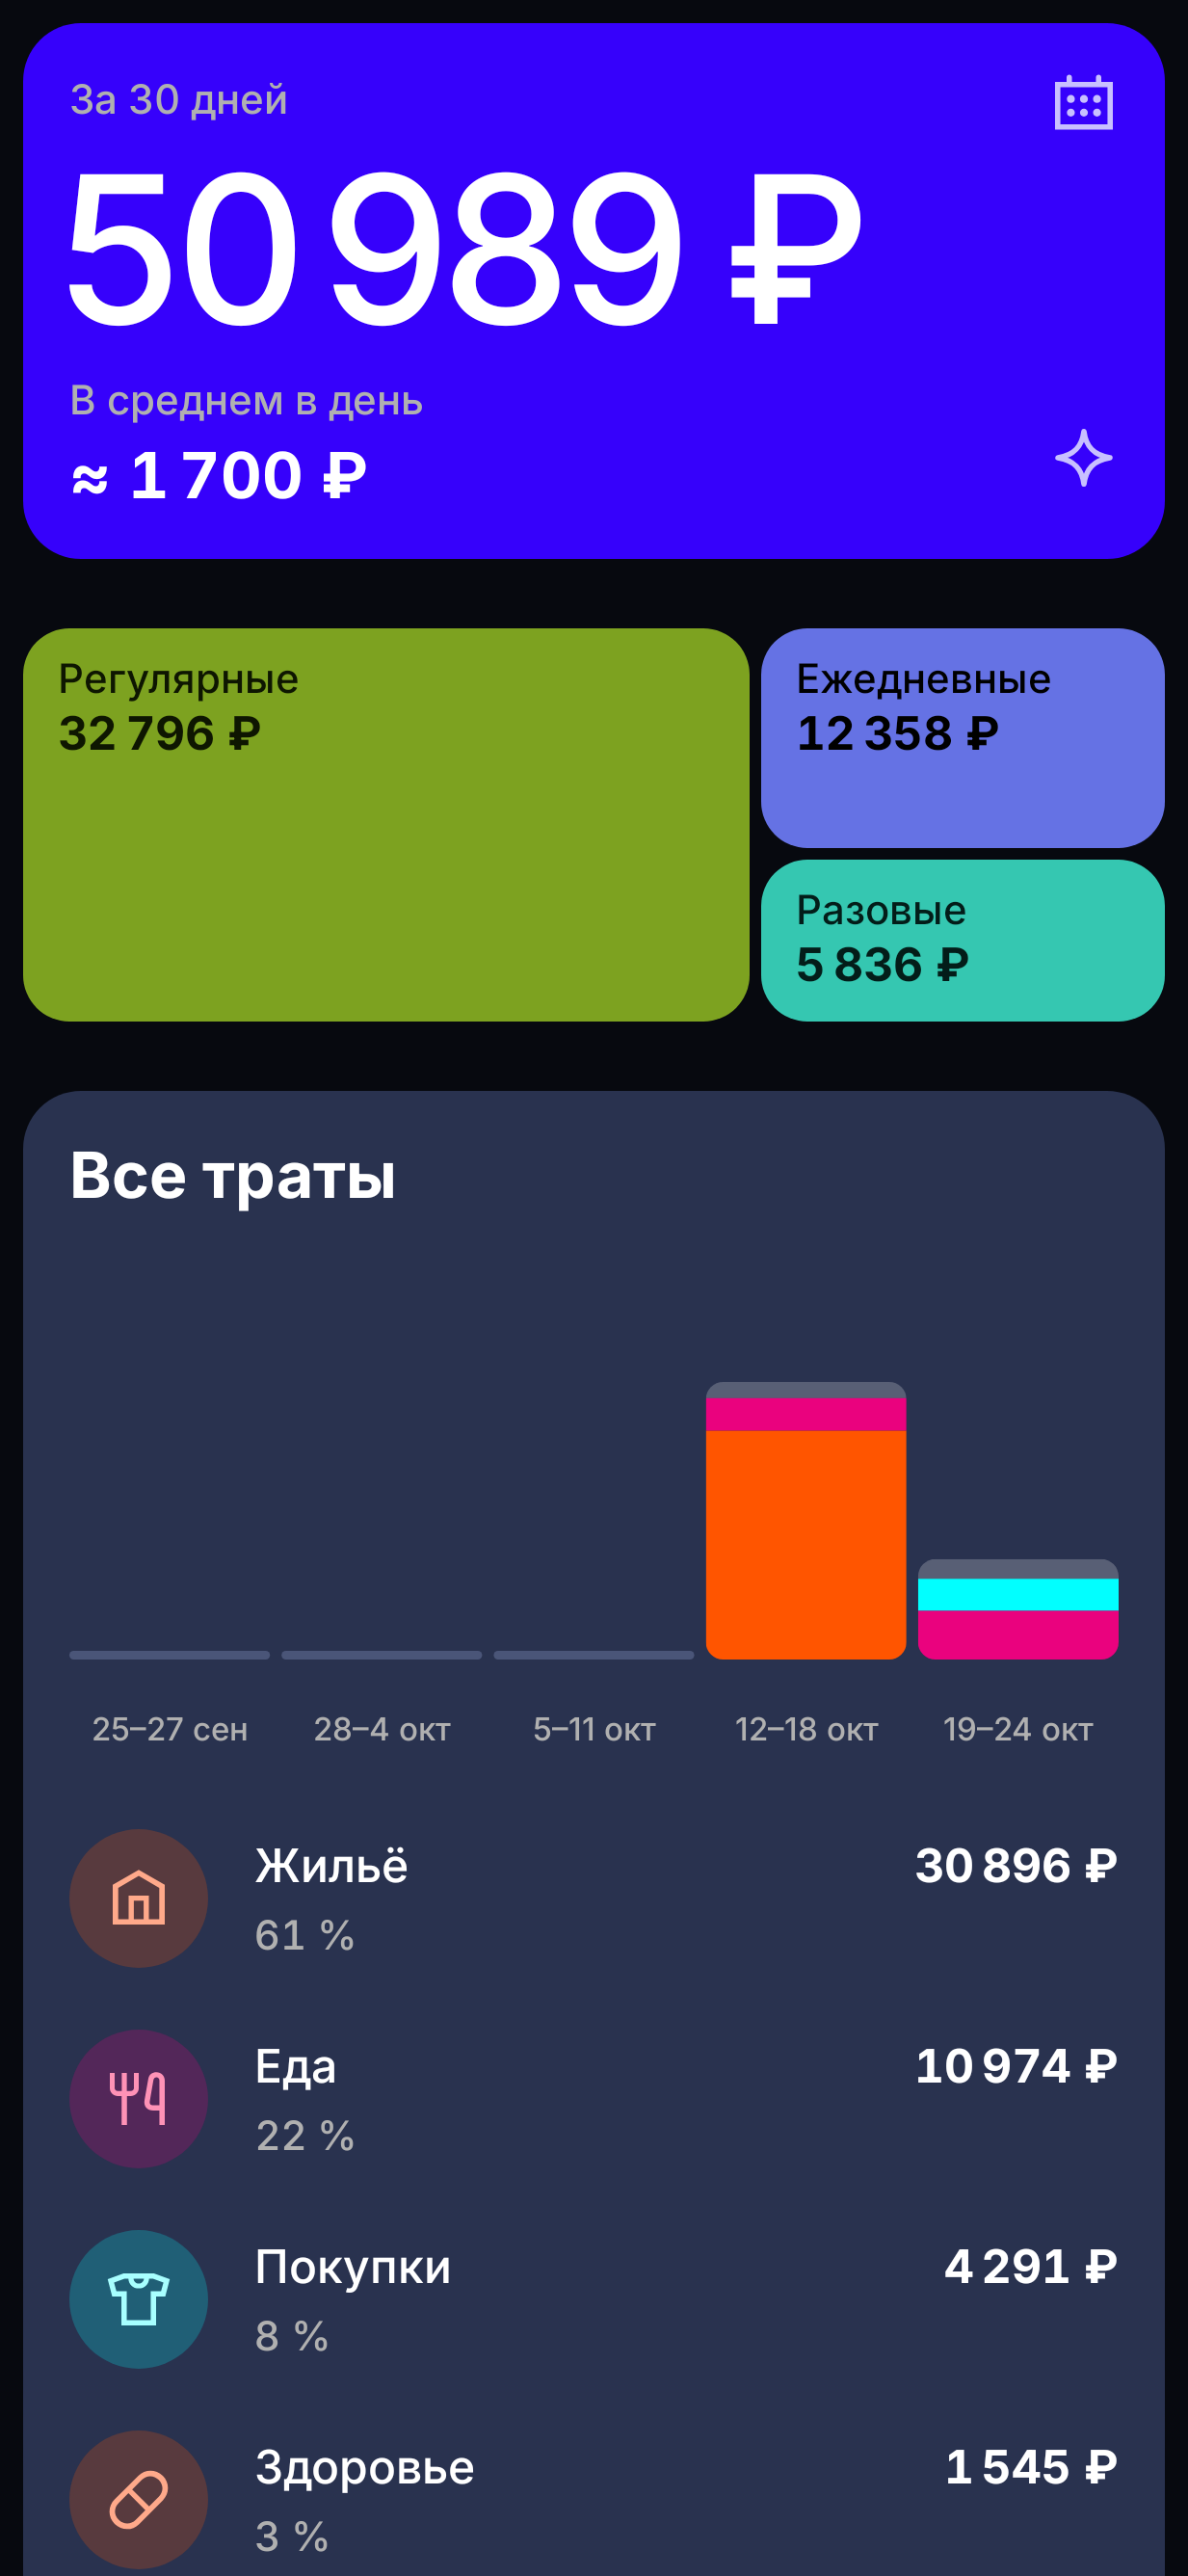 За 30 дней
50 989 ₽
В среднем в день
≈ 1 700 ₽
Регулярные
32 796 ₽
Ежедневные
12 358 ₽
Разовые
5 836 ₽
Все траты
25–27 сен
28–4 окт
5–11 окт
12–18 окт
19–24 окт
Жильё
30 896 ₽
61 %
Еда
10 974 ₽
22 %
Покупки
4 291 ₽
8 %
Здоровье
1 545 ₽
3 %